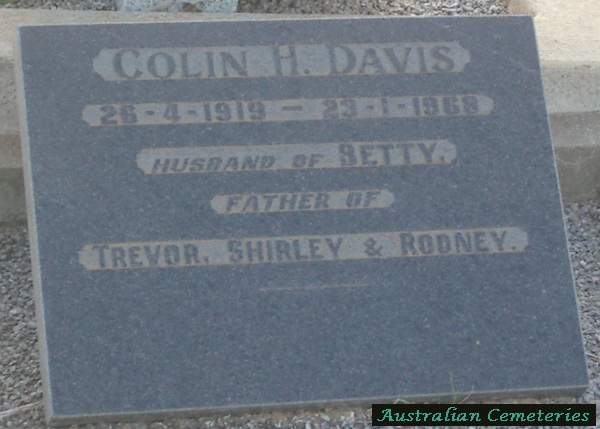 COLIN H. DAVIS
26-4-1919 — 23-1-1968
HUSBAND OF BETTY.
FATHER OF
TREVOR, SHIRLEY & RODNEY.
Australian Cemeteries